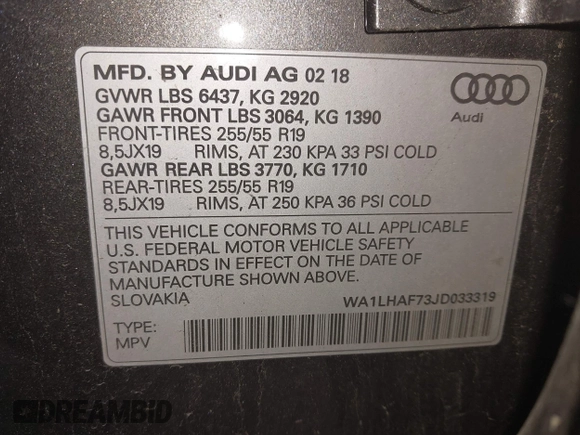 MFD. BY AUDI AG 02 18
GVWR LBS 6437, KG 2920
GAWR FRONT LBS 3064, KG 1390
FRONT-TIRES 255/55 R19
8,5JX19 RIMS, AT 230 KPA 33 PSI COLD
GAWR REAR LBS 3770, KG 1710
REAR-TIRES 255/55 R19
8,5JX19 RIMS, AT 250 KPA 36 PSI COLD
Audi
THIS VEHICLE CONFORMS TO ALL APPLICABLE
U.S. FEDERAL MOTOR VEHICLE SAFETY
STANDARDS IN EFFECT ON THE DATE OF
MANUFACTURE SHOWN ABOVE.
SLOVAKIA WA1LHAF73JD033319
TYPE:
MPV
DREAMBID